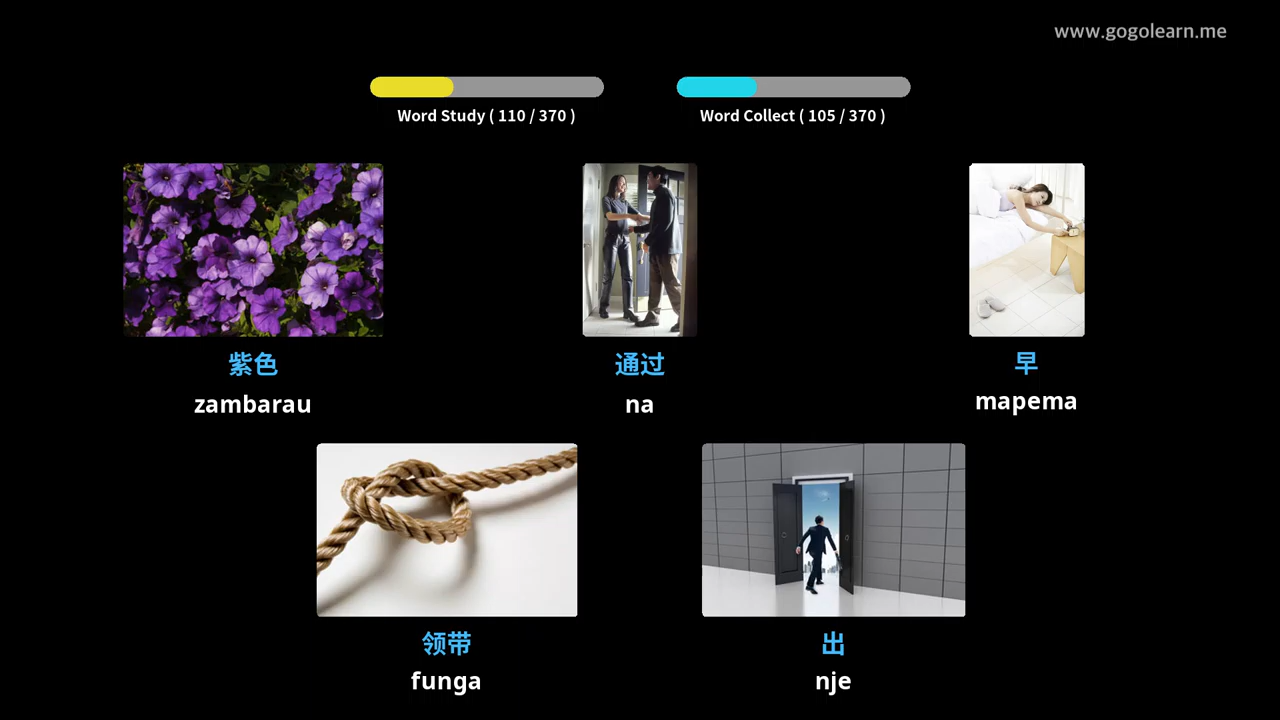 www.gogolearn.me
Word Study ( 110 / 370 )
Word Collect ( 105 / 370 )
紫色
zambarau
通过
na
早
mapema
领带
funga
出
nje